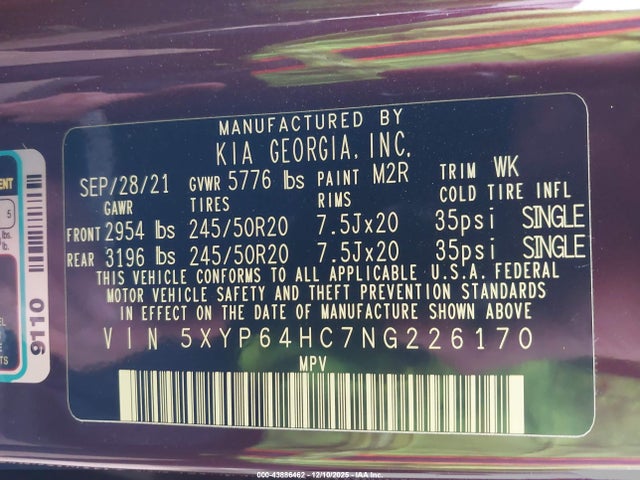 MANUFACTURED BY
KIA GEORGIA, INC.
SEP/28/21 GVWR 5776 lbs PAINT M2R TRIM WK
GAWR TIRES RIMS COLD TIRE INFL
FRONT 2954 lbs 245/50R20 7.5Jx20 35psi SINGLE
REAR 3196 lbs 245/50R20 7.5Jx20 35psi SINGLE
THIS VEHICLE CONFORMS TO ALL APPLICABLE U.S.A. FEDERAL
MOTOR VEHICLE SAFETY AND THEFT PREVENTION STANDARDS
IN EFFECT ON THE DATE OF MANUFACTURE SHOWN ABOVE
VIN 5XYP64HC7NG226170
MPV
5
lb.
9110
000-43886462 - 12/10/2025 - IAA Inc.